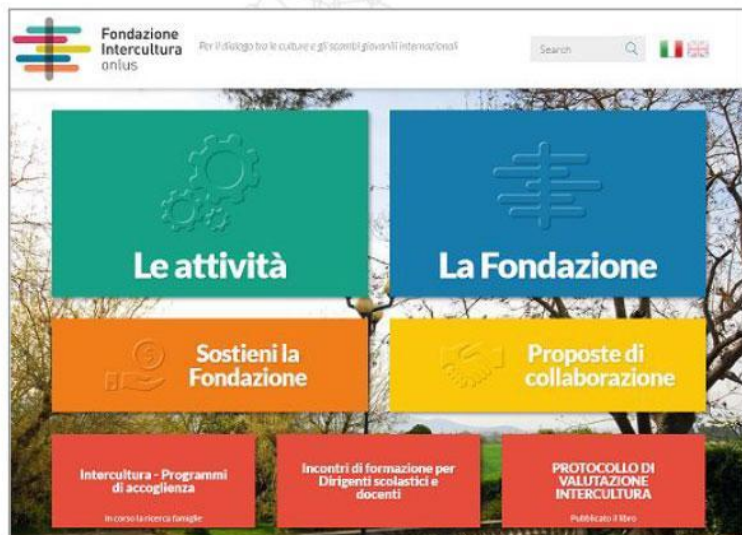 Fondazione
Intercultura
onlus
Per il dialogo tra le culture e gli scambi giovanili internazionali
Search
Le attività
La Fondazione
Sostieni la
Fondazione
Proposte di
collaborazione
Intercultura - Programmi
di accoglienza
In corso la ricerca famiglie
Incontri di formazione per
Dirigenti scolastici e
docenti
PROTOCOLLO DI
VALUTAZIONE
INTERCULTURA
Pubblicato il libro